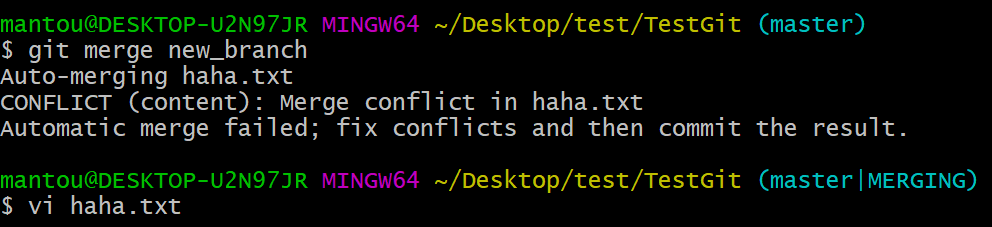 mantou@DESKTOP-U2N97JR MINGW64 ~/Desktop/test/TestGit (master)
$ git merge new_branch
Auto-merging haha.txt
CONFLICT (content): Merge conflict in haha.txt
Automatic merge failed; fix conflicts and then commit the result.
mantou@DESKTOP-U2N97JR MINGW64 ~/Desktop/test/TestGit (master|MERGING)
$ vi haha.txt